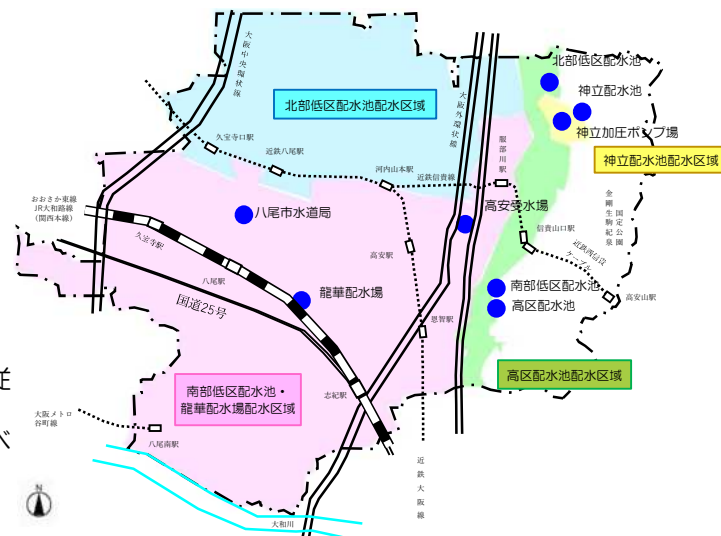 大阪中央環状線
大阪外環状線
北部低区配水池
神立配水池
北部低区配水池配水区域
神立加圧ポンプ場
久宝寺口駅
近鉄八尾駅
服部川駅
神立配水池配水区域
河内山本駅
近鉄信貴線
おおさか東線
JR大和路線
(関西本線)
八尾市水道局
高安受水場
金剛生駒紀泉
国定公園
久宝寺駅
信貴山口駅
高安駅
近鉄西信貴
ケーブル
八尾駅
国道25号
龍華配水場
南部低区配水池
高安山駅
高区配水池
恩智駅
従
南部低区配水池・
龍華配水場配水区域
志紀駅
高区配水池配水区域
大阪メトロ
谷町線
べ
八尾南駅
近鉄大阪線
N
大和川